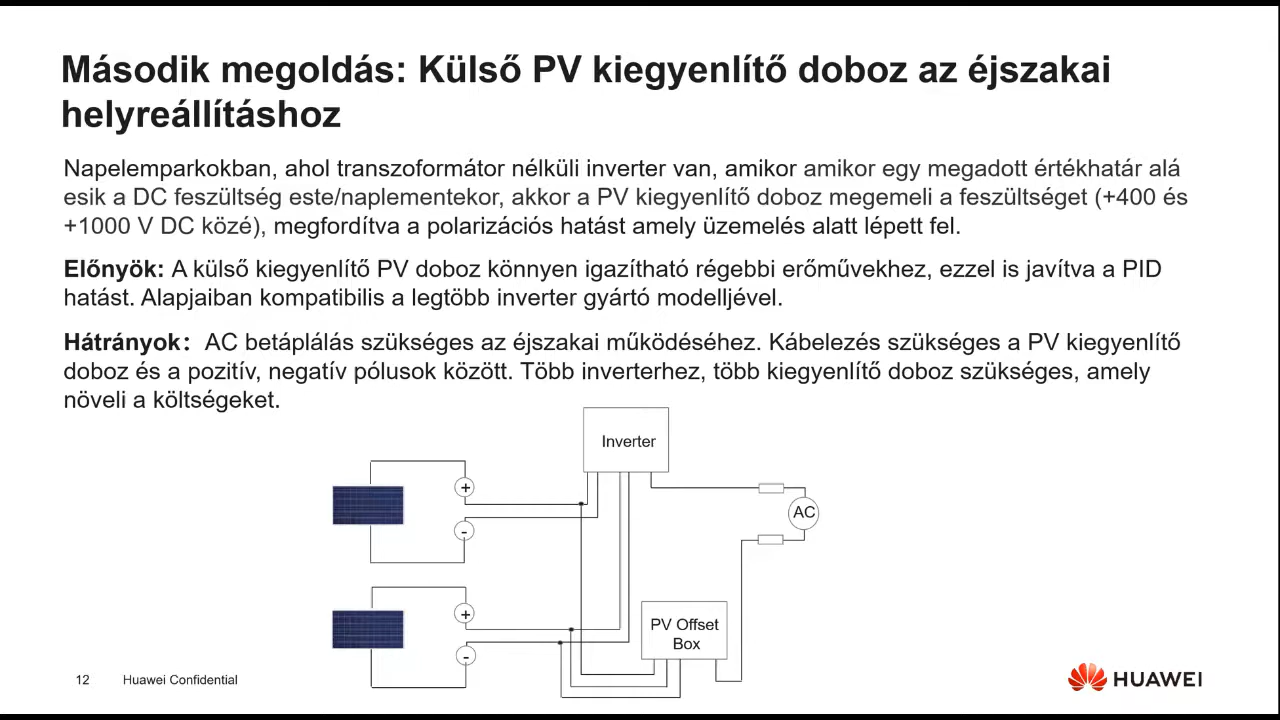 Második megoldás: Külső PV kiegyenlítő doboz az éjszakai
helyreállításhoz
Napelemparkokban, ahol transzoformátor nélküli inverter van, amikor amikor egy megadott értékhatár alá
esik a DC feszültség este/naplementekor, akkor a PV kiegyenlítő doboz megemeli a feszültséget (+400 és
+1000 V DC közé), megfordítva a polarizációs hatást amely üzemelés alatt lépett fel.
Előnyök: A külső kiegyenlítő PV doboz könnyen igazítható régebbi erőművekhez, ezzel is javítva a PID
hatást. Alapjaiban kompatibilis a legtöbb inverter gyártó modelljével.
Hátrányok: AC betáplálás szükséges az éjszakai működéséhez. Kábelezés szükséges a PV kiegyenlítő
doboz és a pozitív, negatív pólusok között. Több inverterhez, több kiegyenlítő doboz szükséges, amely
növeli a költségeket.
Inverter
+
-
AC
+
-
PV Offset
Box
12 Huawei Confidential
HUAWEI